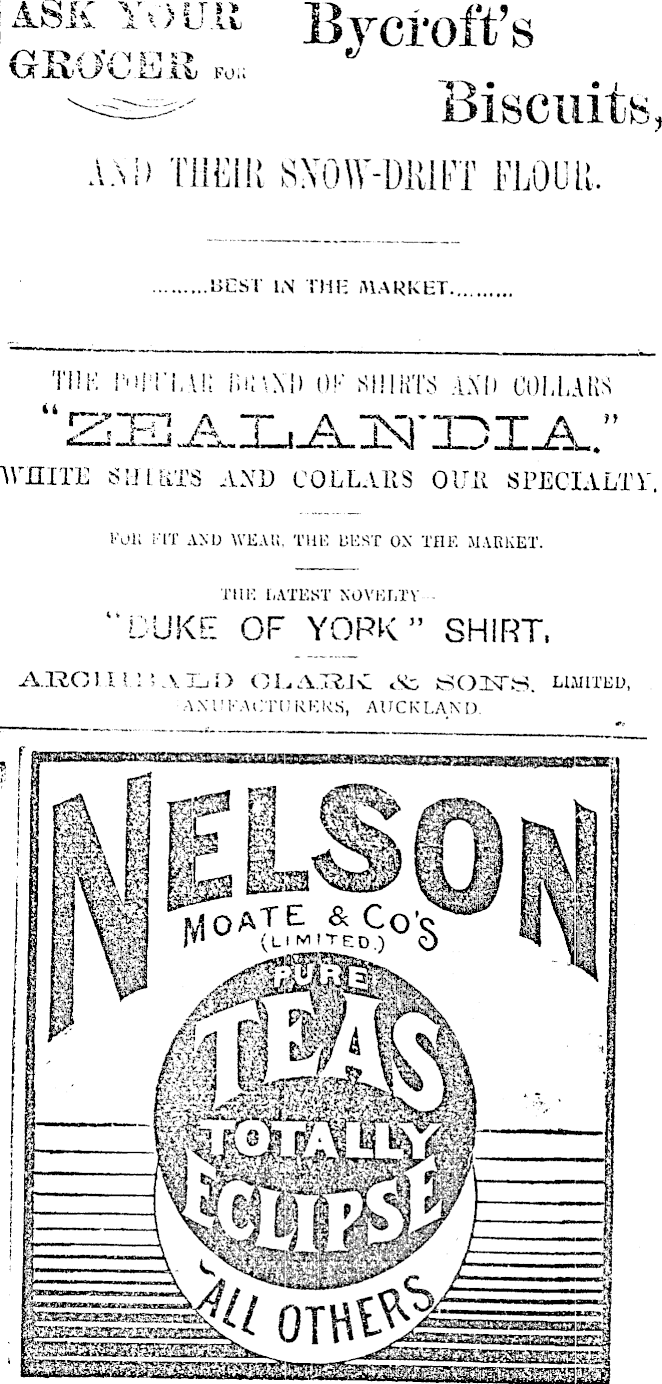 ASK YOUR
GROCER FOR
Bycroft's
Biscuits,
AND THEIR SNOW-DRIFT FLOUR.
.........BEST IN THE MARKET.........
THE POPULAR BRAND OF SHIRTS AND COLLARS
"ZEALANDIA."
WHITE SHIRTS AND COLLARS OUR SPECIALTY.
FOR FIT AND WEAR, THE BEST ON THE MARKET.
THE LATEST NOVELTY—
"DUKE OF YORK" SHIRT.
ARCHIBALD CLARK & SONS, LIMITED,
ANUFACTURERS, AUCKLAND.
NELSON
MOATE & CO'S
(LIMITED.)
PURE
TEAS
TOTALLY
ECLIPSE
ALL OTHERS